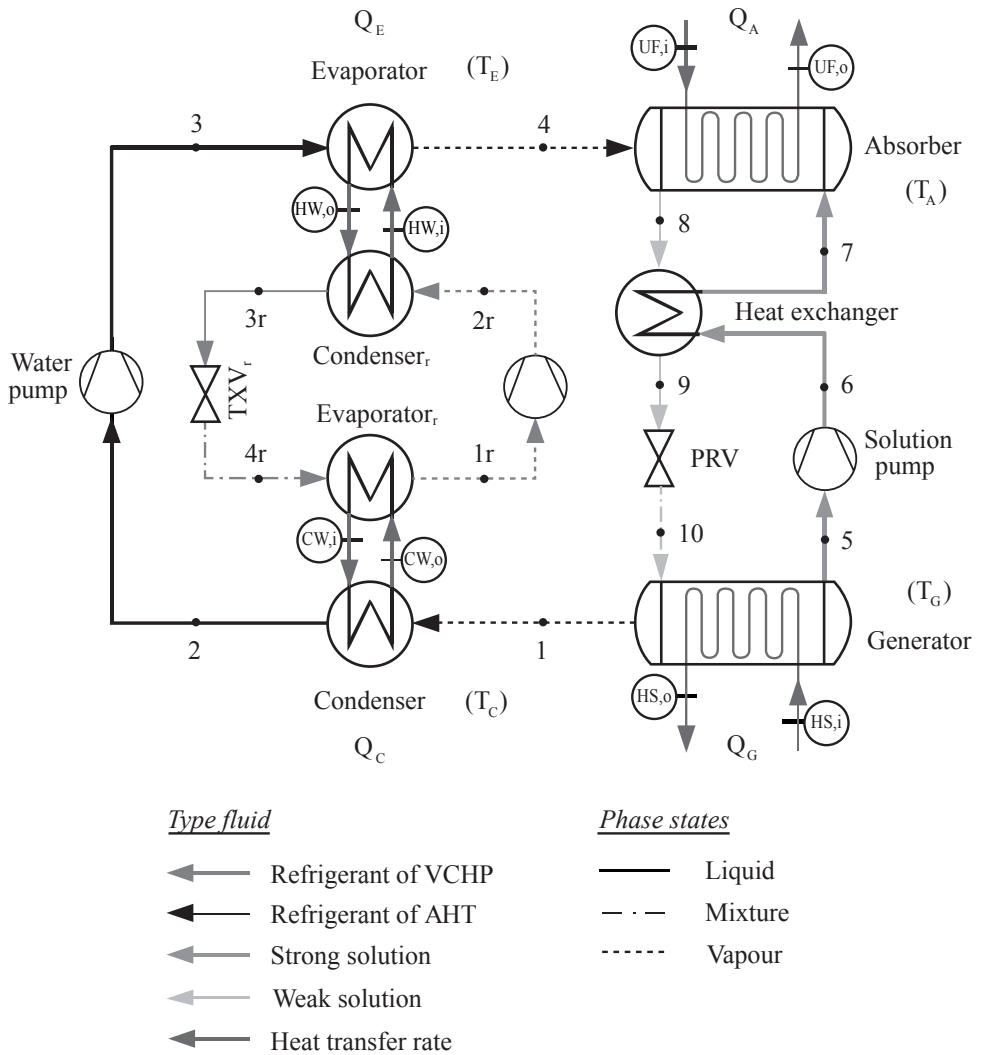 Q_E
Evaporator (T_E)
Q_A
UF,i
UF,o
3
4
Absorber
(T_A)
HW,o
HW,i
8
7
3r
2r
Heat exchanger
Condenser_r
Water
pump
TXV_r
9
6
Evaporator_r
4r
1r
PRV
Solution
pump
CW,i
CW,o
10
5
(T_G)
2
1
Generator
Condenser (T_C)
HS,o
HS,i
Q_C
Q_G
Type fluid
Refrigerant of VCHP
Refrigerant of AHT
Strong solution
Weak solution
Heat transfer rate
Phase states
Liquid
Mixture
Vapour